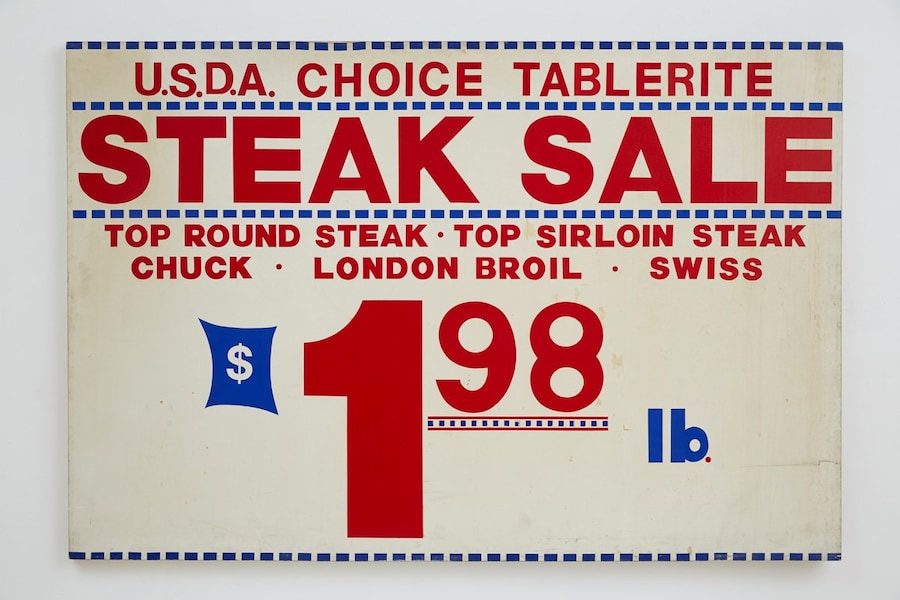 U.S.D.A. CHOICE TABLERITE
STEAK SALE
TOP ROUND STEAK · TOP SIRLOIN STEAK
CHUCK · LONDON BROIL · SWISS
$ 1 98 lb.